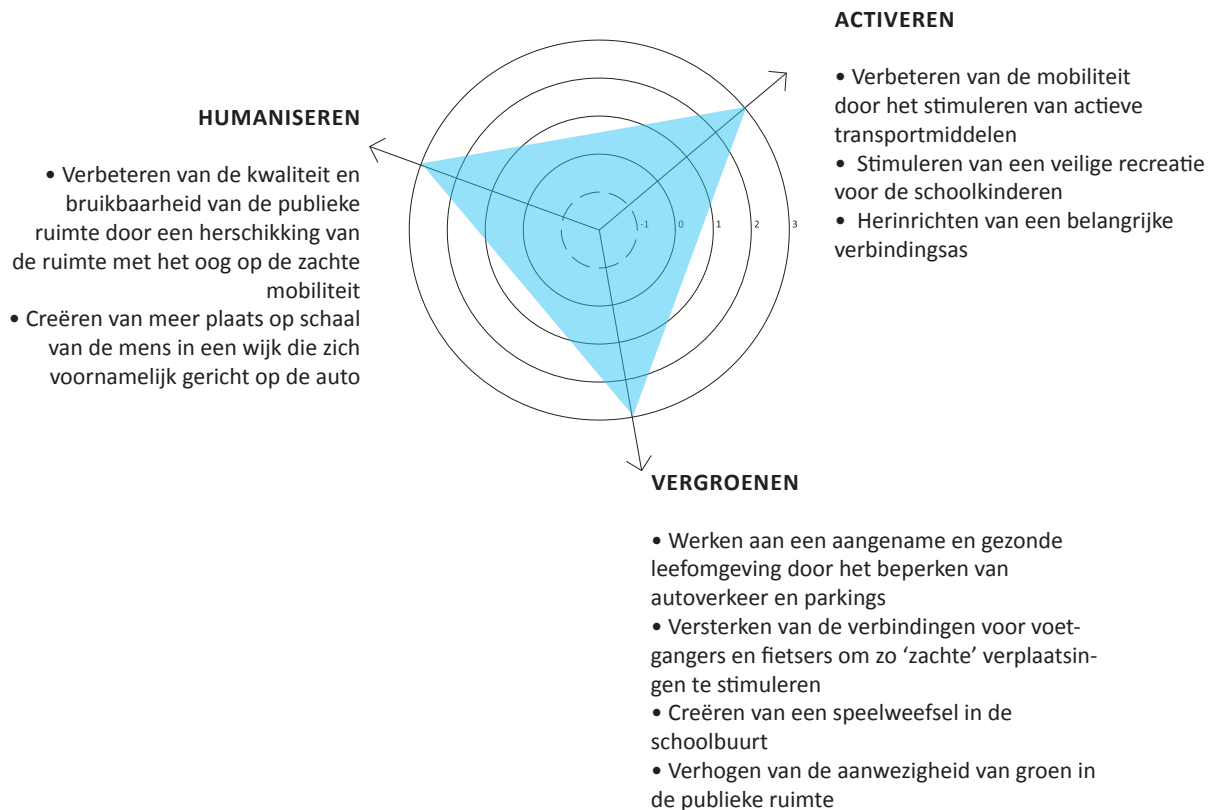 ACTIVEREN
• Verbeteren van de mobiliteit
door het stimuleren van actieve
transportmiddelen
• Stimuleren van een veilige recreatie
voor de schoolkinderen
• Herinrichten van een belangrijke
verbindingsas
HUMANISEREN
• Verbeteren van de kwaliteit en
bruikbaarheid van de publieke
ruimte door een herschikking van
de ruimte met het oog op de zachte
mobiliteit
• Creëren van meer plaats op schaal
van de mens in een wijk die zich
voornamelijk gericht op de auto
-1 0 1 2 3
VERGROENEN
• Werken aan een aangename en gezonde
leefomgeving door het beperken van
autoverkeer en parkings
• Versterken van de verbindingen voor voet-
gangers en fietsers om zo ‘zachte’ verplaatsin-
gen te stimuleren
• Creëren van een speelweefsel in de
schoolbuurt
• Verhogen van de aanwezigheid van groen in
de publieke ruimte